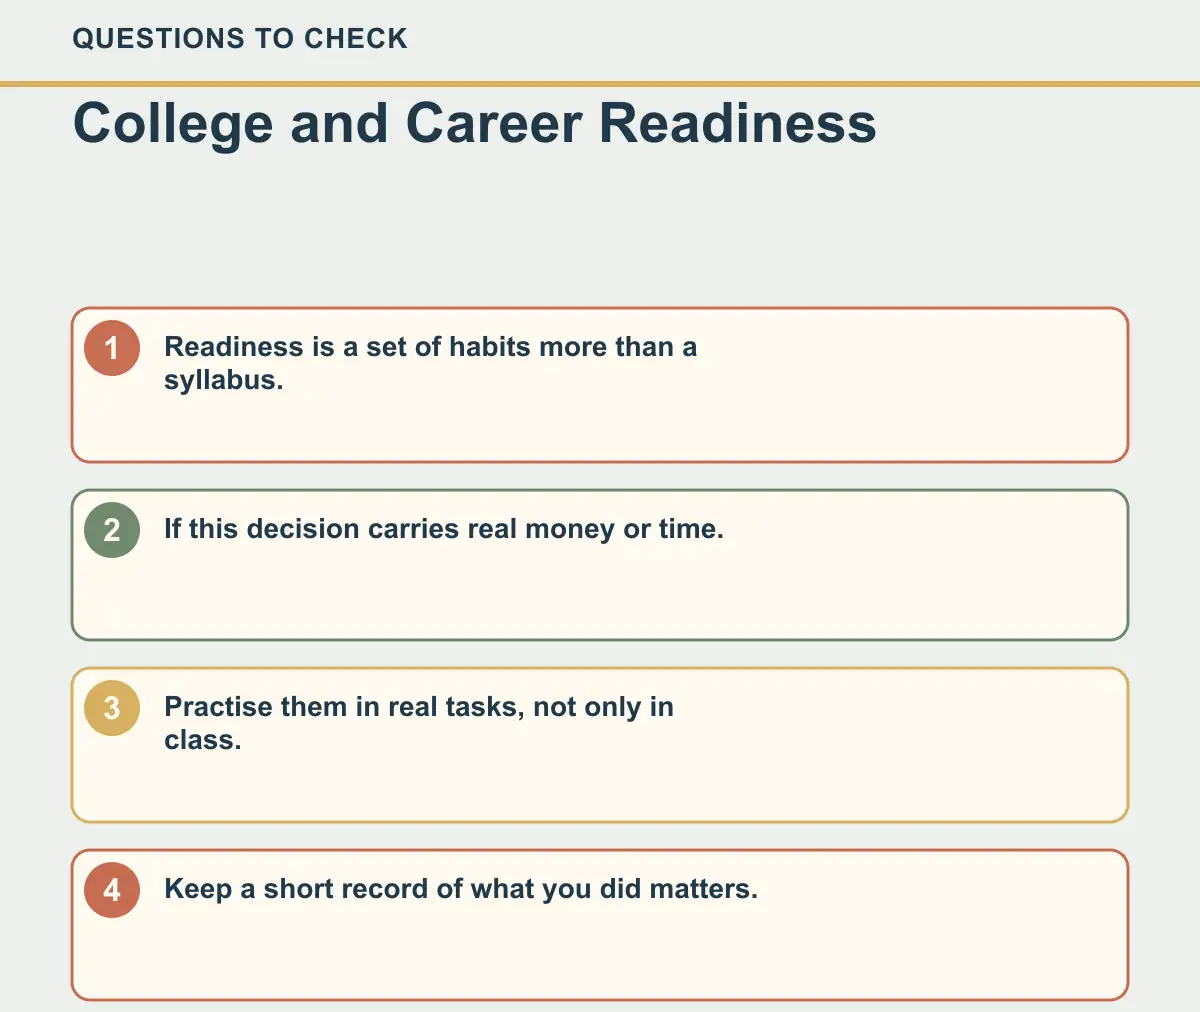 QUESTIONS TO CHECK
College and Career Readiness
1
Readiness is a set of habits more than a
syllabus.
2
If this decision carries real money or time.
3
Practise them in real tasks, not only in
class.
4
Keep a short record of what you did matters.